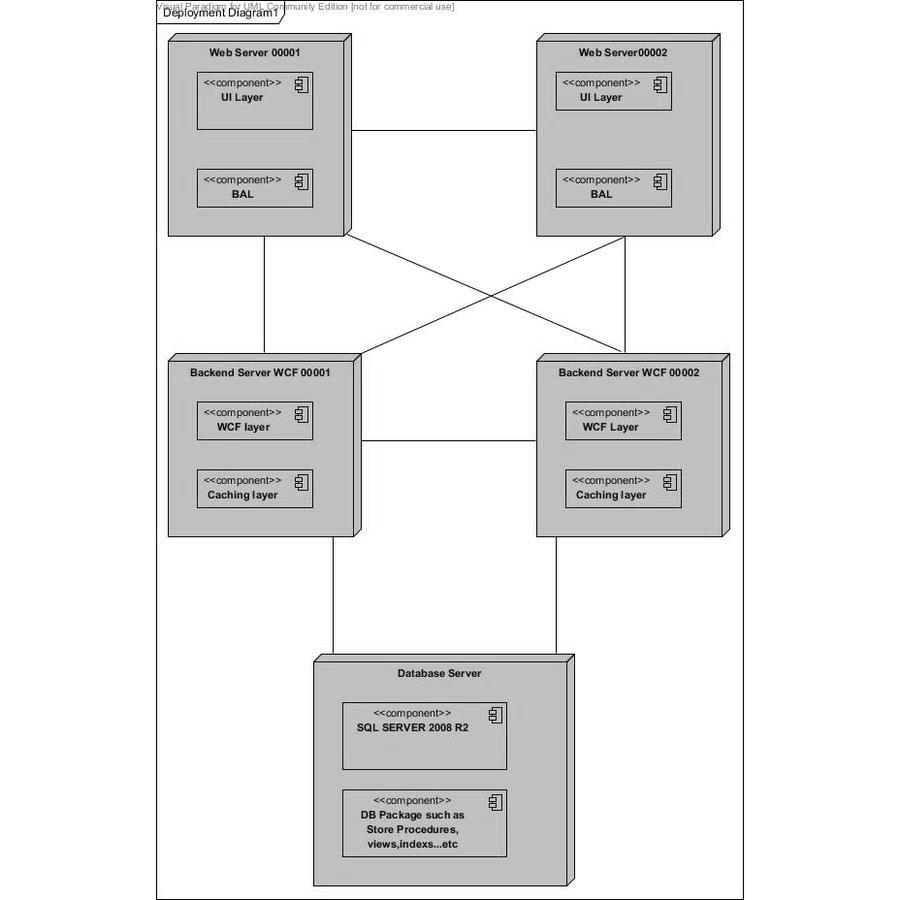 Visual Paradigm for UML Community Edition [not for commercial use]
Deployment Diagram1
Web Server 00001
<<component>>
UI Layer
<<component>>
BAL
Web Server00002
<<component>>
UI Layer
<<component>>
BAL
Backend Server WCF 00001
<<component>>
WCF layer
<<component>>
Caching layer
Backend Server WCF 00002
<<component>>
WCF Layer
<<component>>
Caching layer
Database Server
<<component>>
SQL SERVER 2008 R2
<<component>>
DB Package such as
Store Procedures,
views,indexs...etc